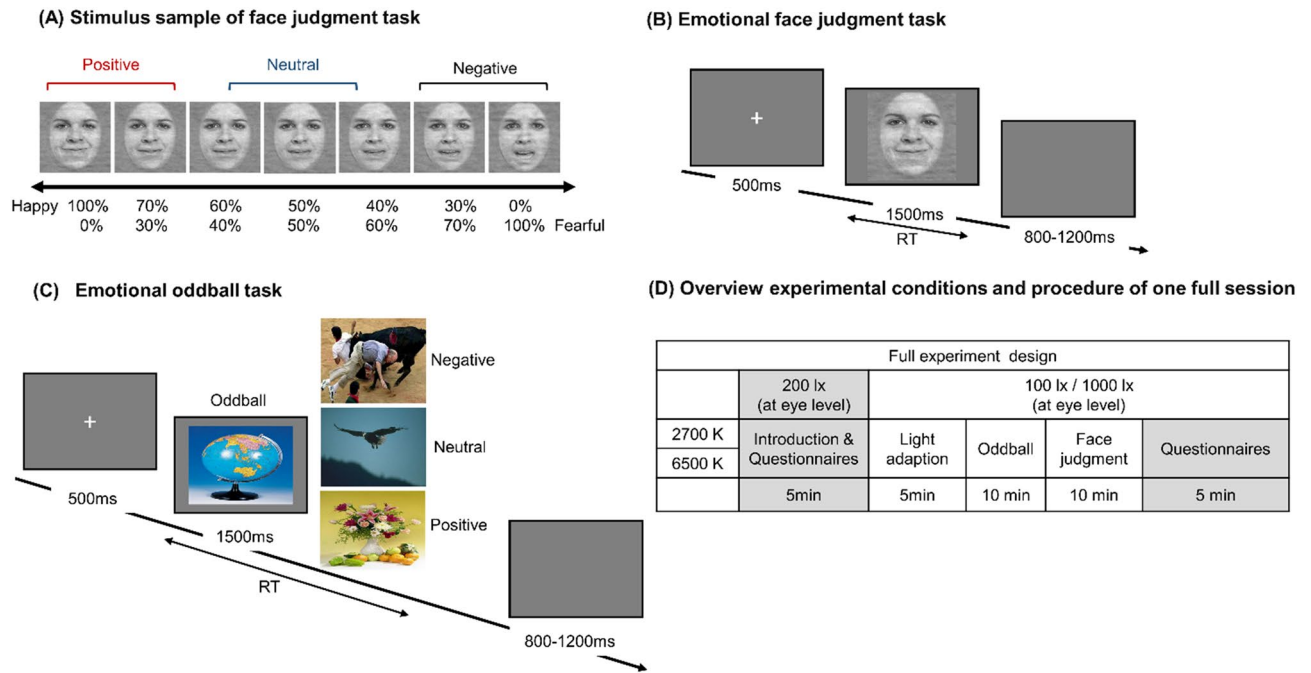 (A) Stimulus sample of face judgment task
Positive
Neutral
Negative
Happy 100% 70% 60% 50% 40% 30% 0%
0% 30% 40% 50% 60% 70% 100% Fearful
(B) Emotional face judgment task
500ms
1500ms
RT
800-1200ms
(C) Emotional oddball task
Oddball
Negative
Neutral
Positive
500ms
1500ms
RT
800-1200ms
(D) Overview experimental conditions and procedure of one full session
Full experiment design
200 lx
(at eye level)
100 lx / 1000 lx
(at eye level)
2700 K
6500 K
Introduction &
Questionnaires
Light
adaption
Oddball
Face
judgment
Questionnaires
5min
5min
10 min
10 min
5 min